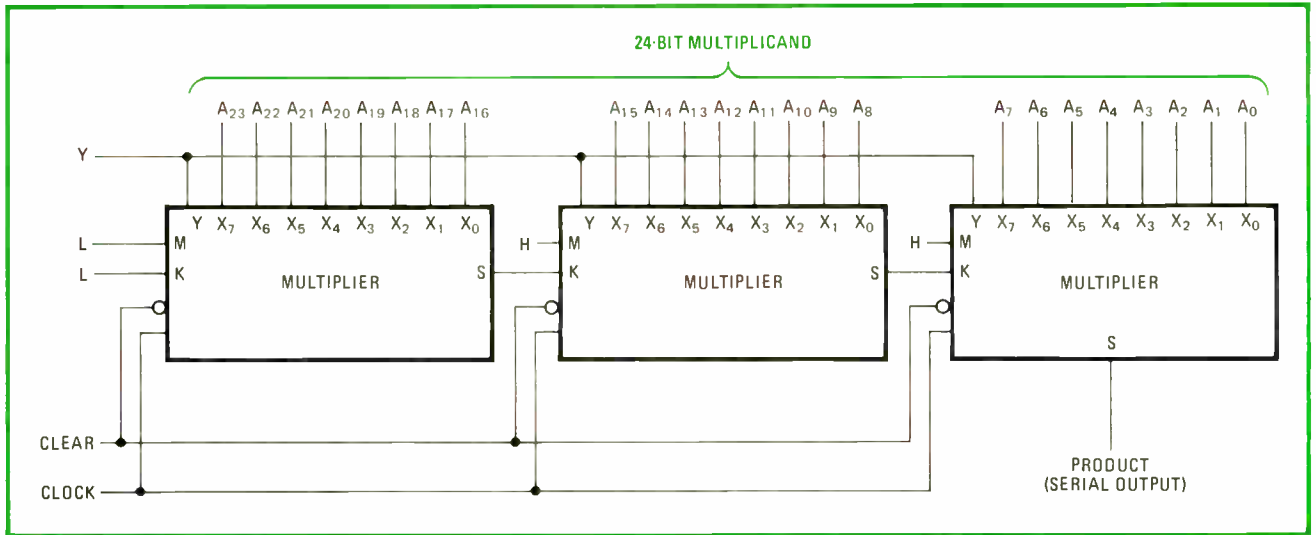 24-BIT MULTIPLICAND
A23 A22 A21 A20 A19 A18 A17 A16
A15 A14 A13 A12 A11 A10 A9 A8
A7 A6 A5 A4 A3 A2 A1 A0
Y
Y X7 X6 X5 X4 X3 X2 X1 X0
L M
L K
MULTIPLIER
S
Y X7 X6 X5 X4 X3 X2 X1 X0
H M
K
MULTIPLIER
S
Y X7 X6 X5 X4 X3 X2 X1 X0
H M
K
MULTIPLIER
S
CLEAR
CLOCK
PRODUCT
(SERIAL OUTPUT)